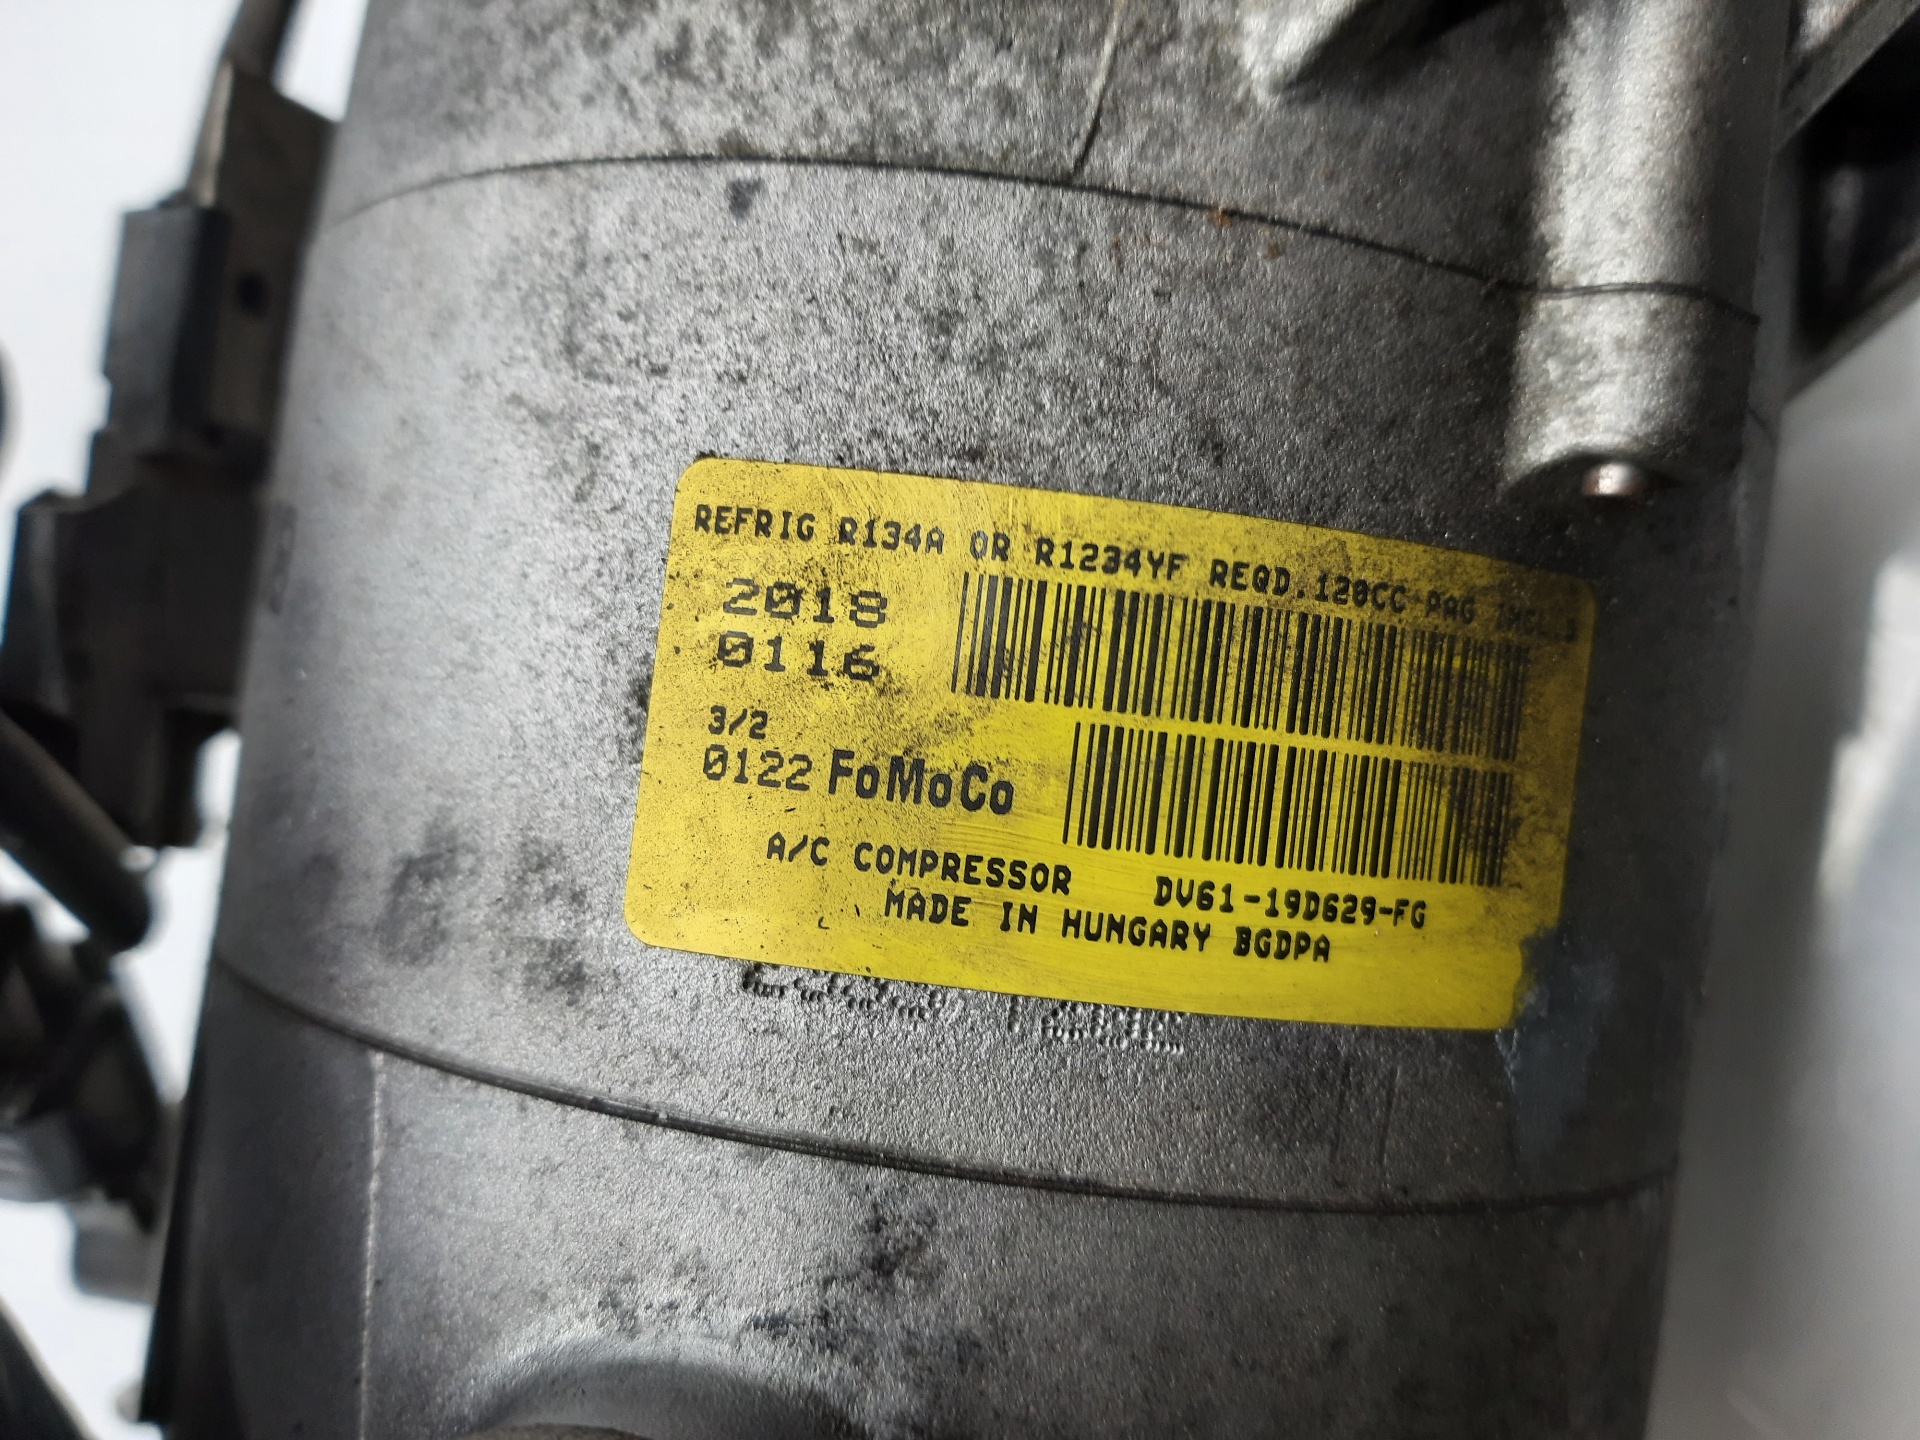 REFRIG R134A OR R1234YF REQD. 120CC PAG
2018
0116
3/2
0122 FoMoCo
A/C COMPRESSOR DV61-19D629-FG
MADE IN HUNGARY BGDPA